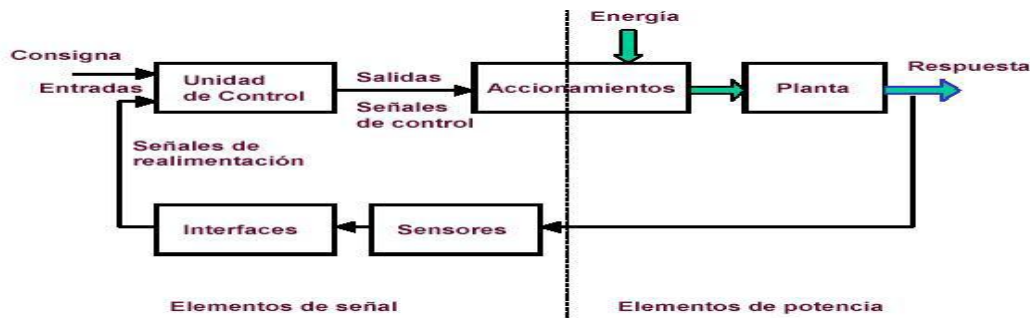 Energía
Consigna
Respuesta
Entradas
Unidad
de Control
Salidas
Señales
de control
Accionamientos
Planta
Señales de
realimentación
Interfaces
Sensores
Elementos de señal
Elementos de potencia